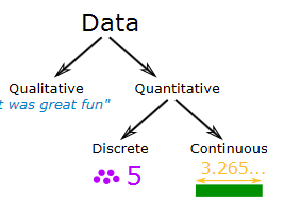 Data
Qualitative
Quantitative
t was great fun"
Discrete
Continuous
5
3.265...